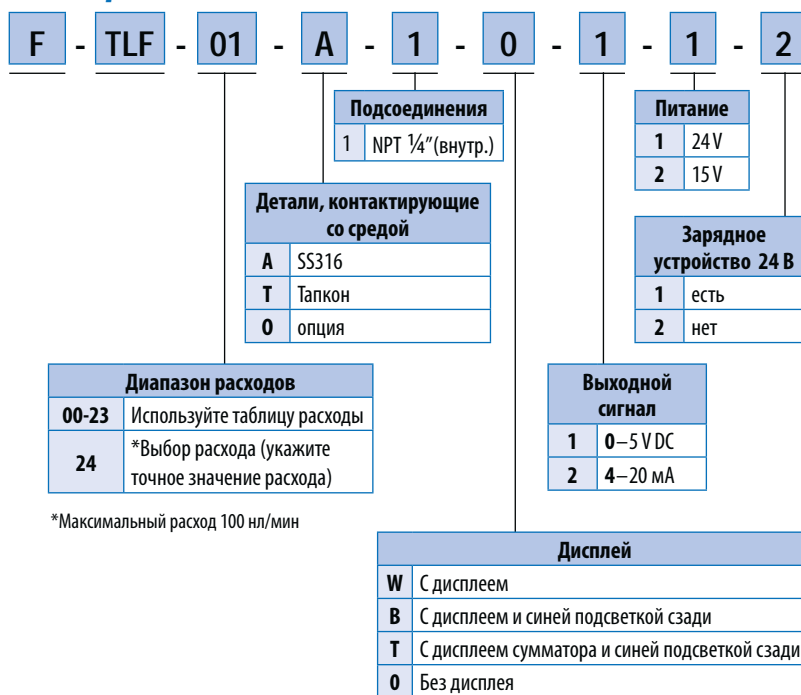 F - TLF - 01 - A - 1 - 0 - 1 - 1 - 2
Подсоединения
1 NPT ¼″(внутр.)
Питание
1 24 V
2 15 V
Детали, контактирующие
со средой
A SS316
T Тапкон
O опция
Зарядное
устройство 24 В
1 есть
2 нет
Диапазон расходов
00-23 Используйте таблицу расходы
24 *Выбор расхода (укажите
точное значение расхода)
*Максимальный расход 100 нл/мин
Выходной
сигнал
1 0–5 V DC
2 4–20 мА
Дисплей
W С дисплеем
B С дисплеем и синей подсветкой сзади
T С дисплеем сумматора и синей подсветкой сзади
0 Без дисплея